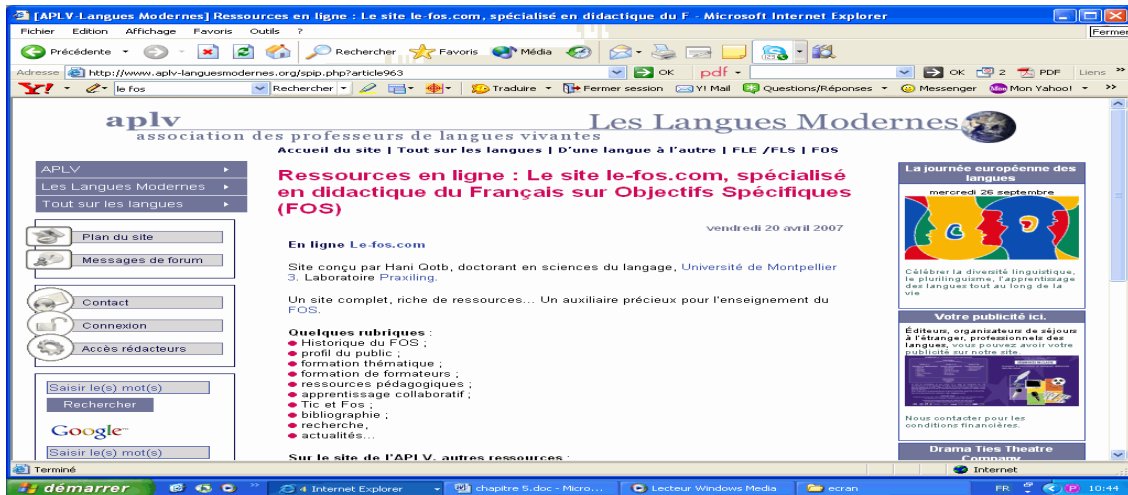 [APLV-Langues Modernes] Ressources en ligne : Le site le-fos.com, spécialisé en didactique du F - Microsoft Internet Explorer
Fichier Edition Affichage Favoris Outils ?
Fermer
Précédente Rechercher Favoris Média
Adresse http://www.aplv-languesmodernes.org/spip.php?article963 OK pdf OK 2 PDF Liens »
Y! le fos Rechercher Traduire Fermer session Y! Mail Questions/Réponses Messenger Mon Yahoo! »
aplv
association des professeurs de langues vivantes
Les Langues Modernes
Accueil du site | Tout sur les langues | D'une langue à l'autre | FLE /FLS | FOS
APLV
Les Langues Modernes
Tout sur les langues
Plan du site
Messages de forum
Contact
Connexion
Accès rédacteurs
Saisir le(s) mot(s)
Rechercher
Google
Saisir le(s) mot(s)
Ressources en ligne : Le site le-fos.com, spécialisé
en didactique du Français sur Objectifs Spécifiques
(FOS)
vendredi 20 avril 2007
En ligne Le-fos.com
Site conçu par Hani Qotb, doctorant en sciences du langage, Université de Montpellier
3. Laboratoire Praxiling.
Un site complet, riche de ressources... Un auxiliaire précieux pour l'enseignement du
FOS.
Quelques rubriques :
Historique du FOS ;
profil du public ;
formation thématique ;
formation de formateurs ;
ressources pédagogiques ;
apprentissage collaboratif ;
Tic et Fos ;
bibliographie ;
recherche,
actualités...
Sur le site de l'APLV, autres ressources :
La journée européenne des
langues
mercredi 26 septembre
Célébrer la diversité linguistique,
le plurilinguisme, l'apprentissage
des langues tout au long de la
vie
Votre publicité ici.
Éditeurs, organisateurs de séjours
à l'étranger, professionnels des
langues, vous pouvez avoir votre
publicité sur notre site.
Nous contacter pour les
conditions financières.
Drama Ties Theatre
Company
Terminé
Internet
démarrer » 4 Internet Explorer chapitre 5.doc - Micro... Lecteur Windows Media ecran FR 10:44